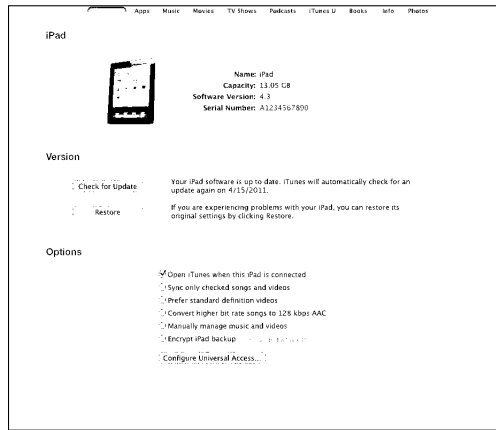 Apps Music Movies TV Shows Podcasts iTunes U Books Info Photos
iPad
Name: iPad
Capacity: 13.05 GB
Software Version: 4.3
Serial Number: A1234567890
Version
Check for Update
Your iPad software is up to date. iTunes will automatically check for an
update again on 4/15/2011.
Restore
If you are experiencing problems with your iPad, you can restore its
original settings by clicking Restore.
Options
Open iTunes when this iPad is connected
Sync only checked songs and videos
Prefer standard definition videos
Convert higher bit rate songs to 128 kbps AAC
Manually manage music and videos
Encrypt iPad backup
Configure Universal Access...